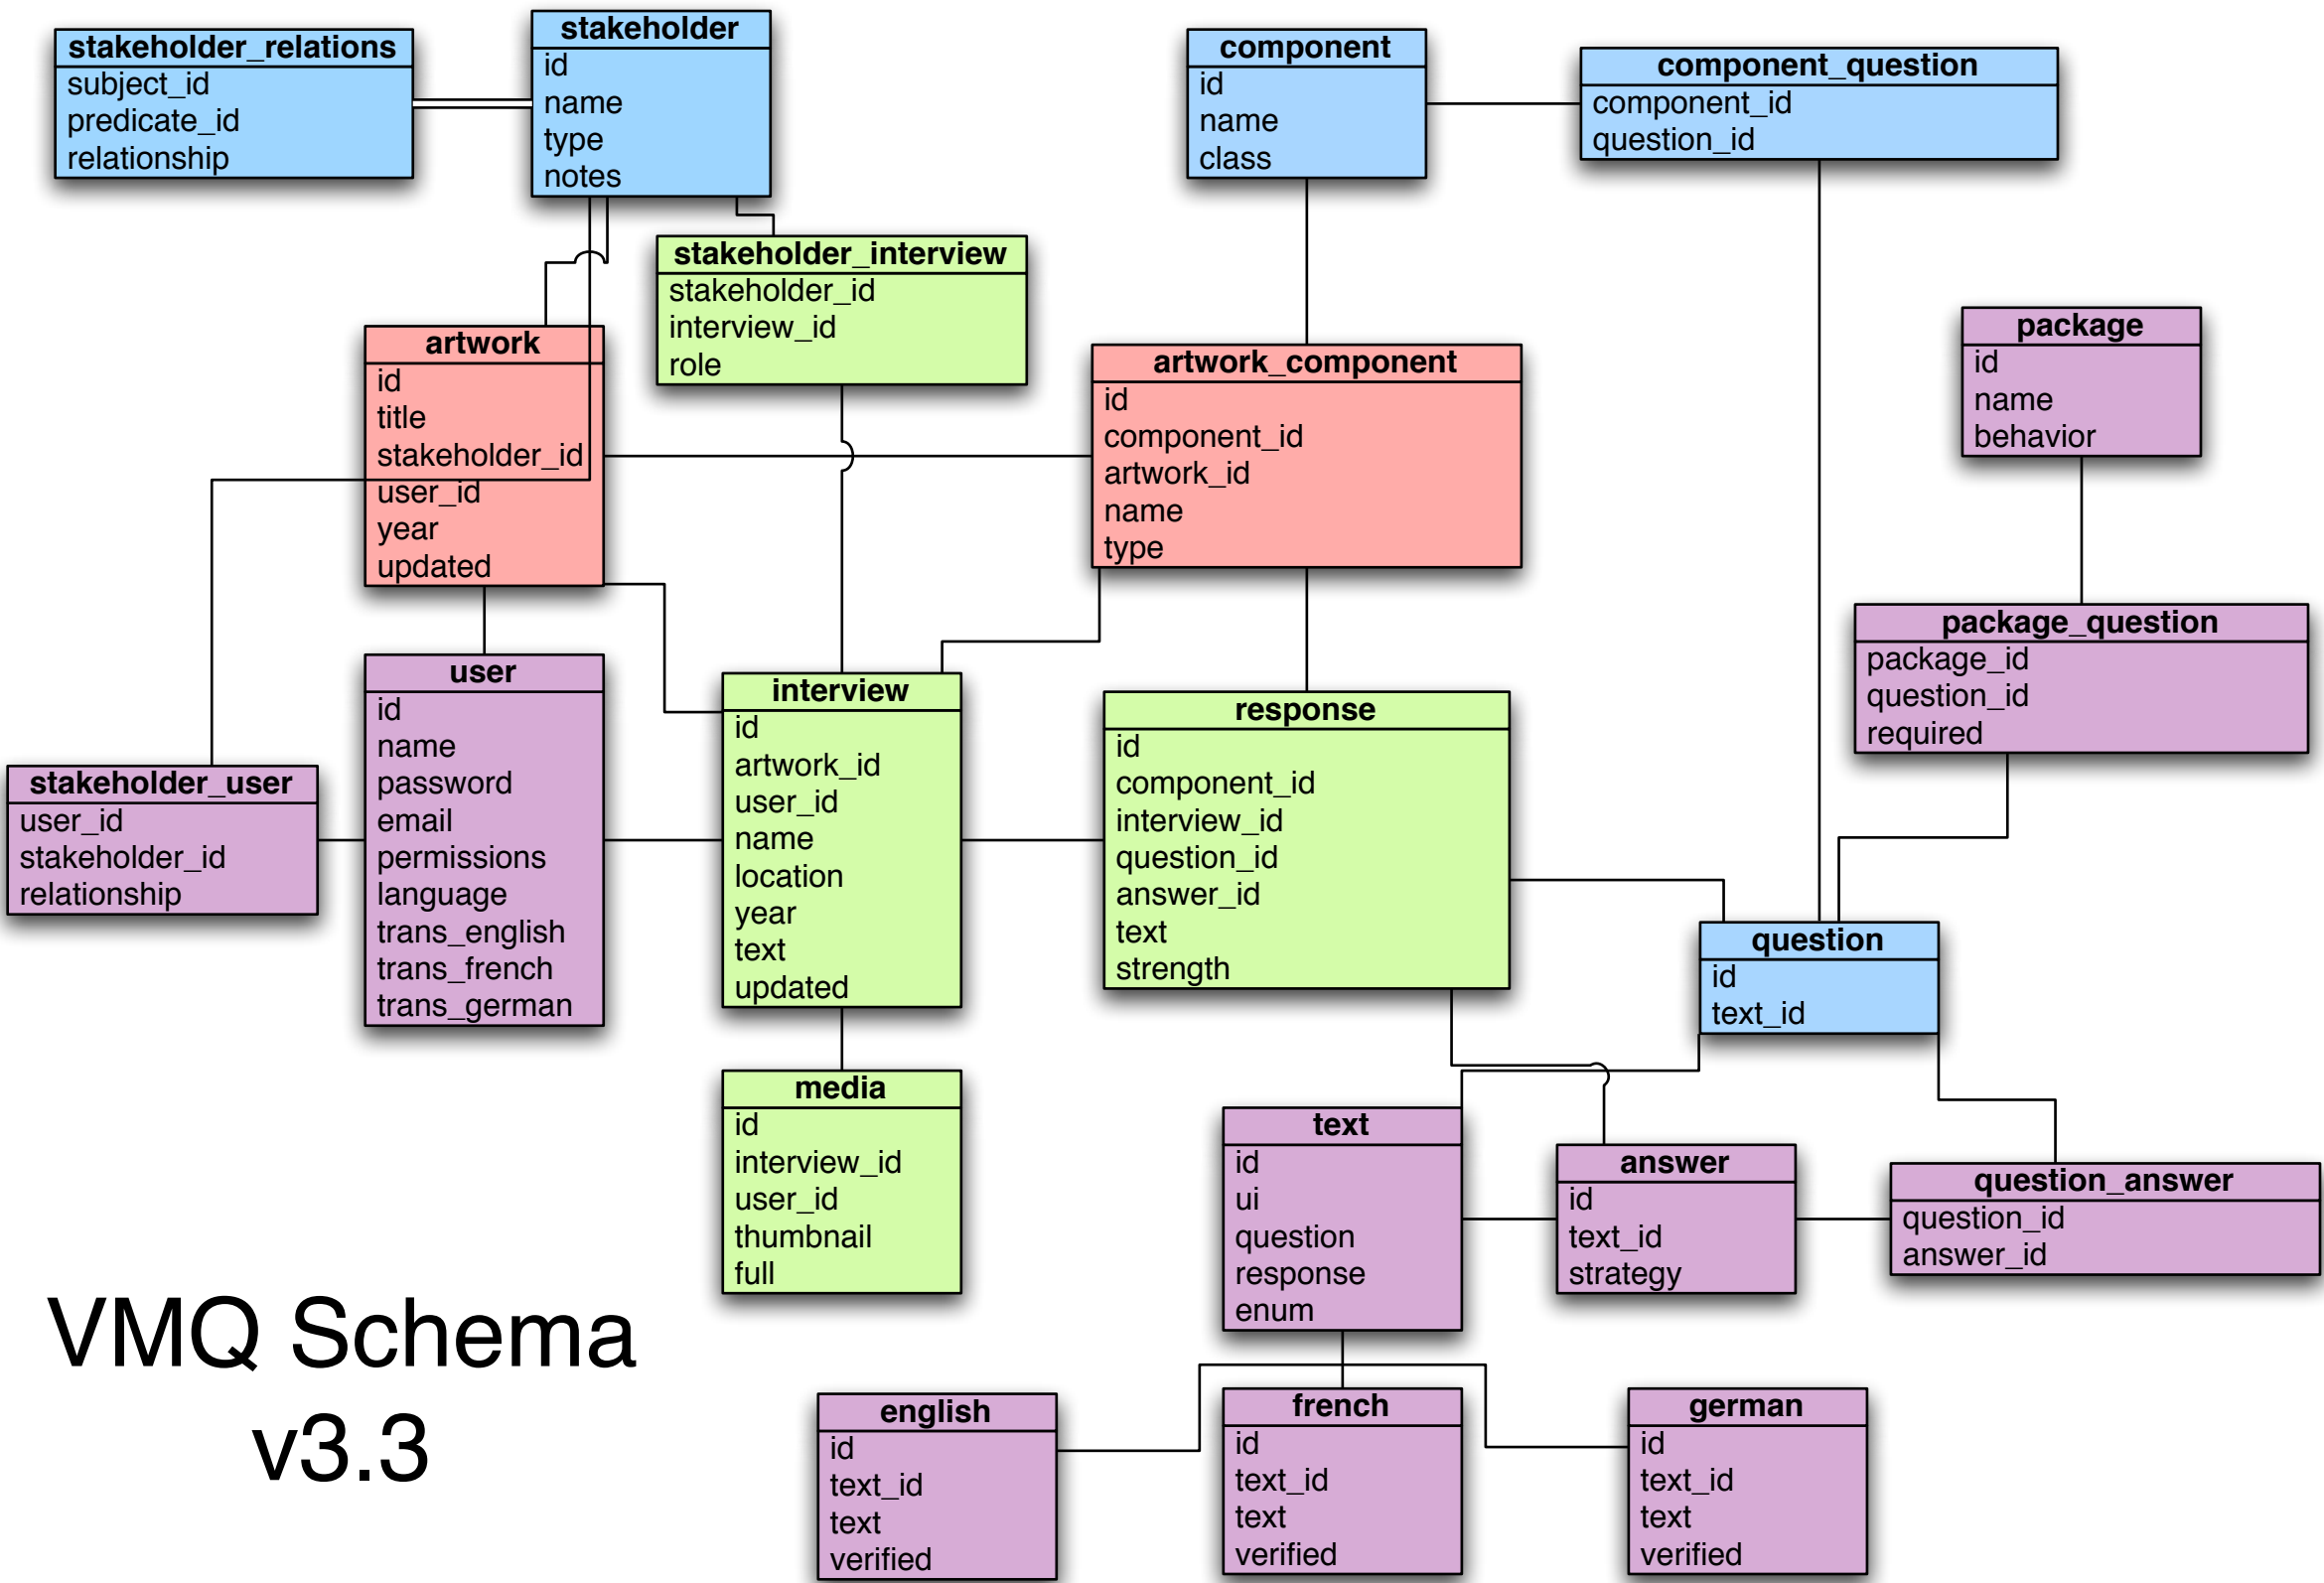 stakeholder_relations
subject_id
predicate_id
relationship
stakeholder
id
name
type
notes
component
id
name
class
component_question
component_id
question_id
stakeholder_interview
stakeholder_id
interview_id
role
artwork
id
title
stakeholder_id
user_id
year
updated
artwork_component
id
component_id
artwork_id
name
type
package
id
name
behavior
package_question
package_id
question_id
required
stakeholder_user
user_id
stakeholder_id
relationship
user
id
name
password
email
permissions
language
trans_english
trans_french
trans_german
interview
id
artwork_id
user_id
name
location
year
text
updated
response
id
component_id
interview_id
question_id
answer_id
text
strength
question
id
text_id
media
id
interview_id
user_id
thumbnail
full
text
id
ui
question
response
enum
answer
id
text_id
strategy
question_answer
question_id
answer_id
english
id
text_id
text
verified
french
id
text_id
text
verified
german
id
text_id
text
verified
VMQ Schema
v3.3